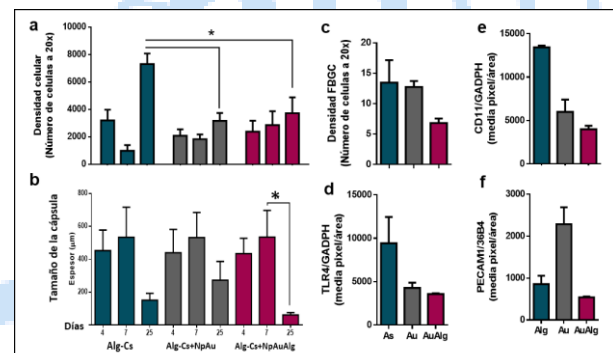 a
Densidad celular
(Número de celulas a 20x)
10000
8000
6000
4000
2000
0
*
b
Tamaño de la cápsula
Espesor (µm)
800
600
400
200
*
Días
4 7 25 4 7 25 4 7 25
Alg-Cs Alg-Cs+NpAu Alg-Cs+NpAuAlg
c
Densidad FBGC
(Número de celulas a 20x)
25
20
15
10
5
0
d
TLR4/GADPH
(media pixel/área)
15000
10000
5000
0
As Au AuAlg
e
CD11/GADPH
(media pixel/área)
15000
10000
5000
0
f
PECAM1/36B4
(media pixel/área)
3000
2000
1000
0
Alg Au AuAlg